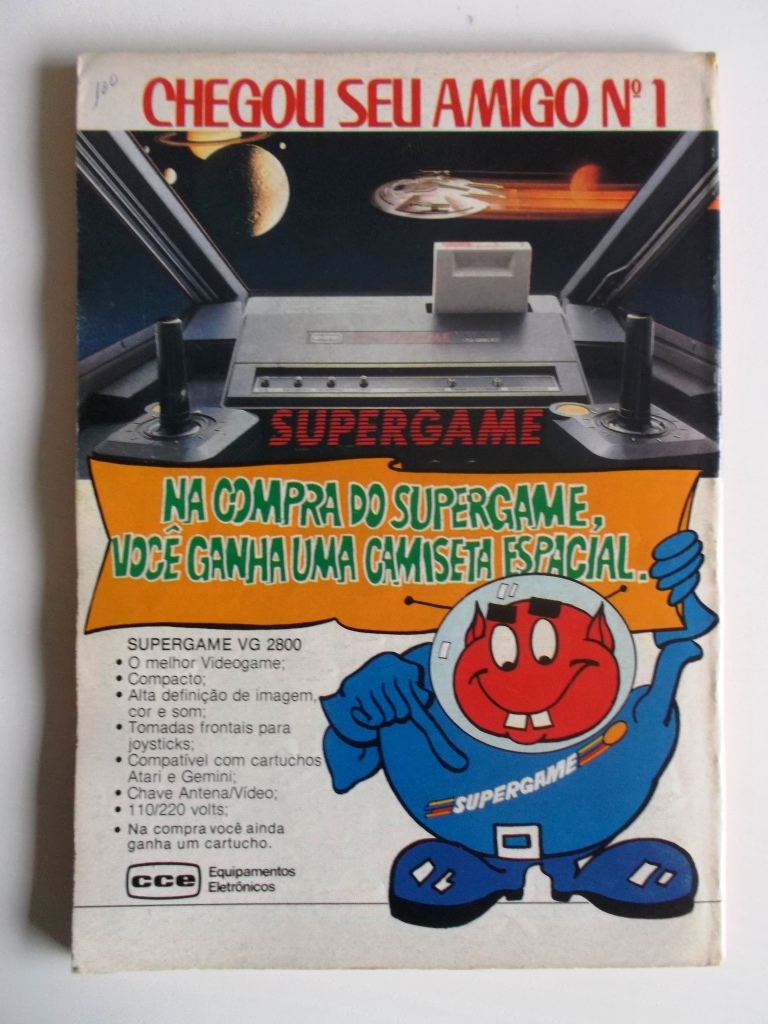 180
CHEGOU SEU AMIGO Nº 1
cce
SUPERGAME
NA COMPRA DO SUPERGAME,
VOCÊ GANHA UMA CAMISETA ESPACIAL.
SUPERGAME VG 2800
• O melhor Videogame;
• Compacto;
• Alta definição de imagem,
cor e som;
• Tomadas frontais para
joysticks;
• Compatível com cartuchos
Atari e Gemini;
• Chave Antena/Vídeo;
• 110/220 volts;
• Na compra você ainda
ganha um cartucho.
SUPERGAME
cce Equipamentos
Eletrônicos